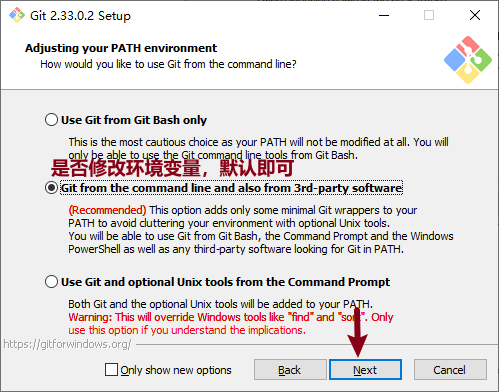 Git 2.33.0.2 Setup
Adjusting your PATH environment
How would you like to use Git from the command line?
Use Git from Git Bash only
This is the most cautious choice as your PATH will not be modified at all. You will
only be able to use the Git command line tools from Git Bash.
是否修改环境变量，默认即可
Git from the command line and also from 3rd-party software
(Recommended) This option adds only some minimal Git wrappers to your
PATH to avoid cluttering your environment with optional Unix tools.
You will be able to use Git from Git Bash, the Command Prompt and the Windows
PowerShell as well as any third-party software looking for Git in PATH.
Use Git and optional Unix tools from the Command Prompt
Both Git and the optional Unix tools will be added to your PATH.
Warning: This will override Windows tools like "find" and "sort". Only
use this option if you understand the implications.
https://gitforwindows.org/
Only show new options
Back
Next
Cancel